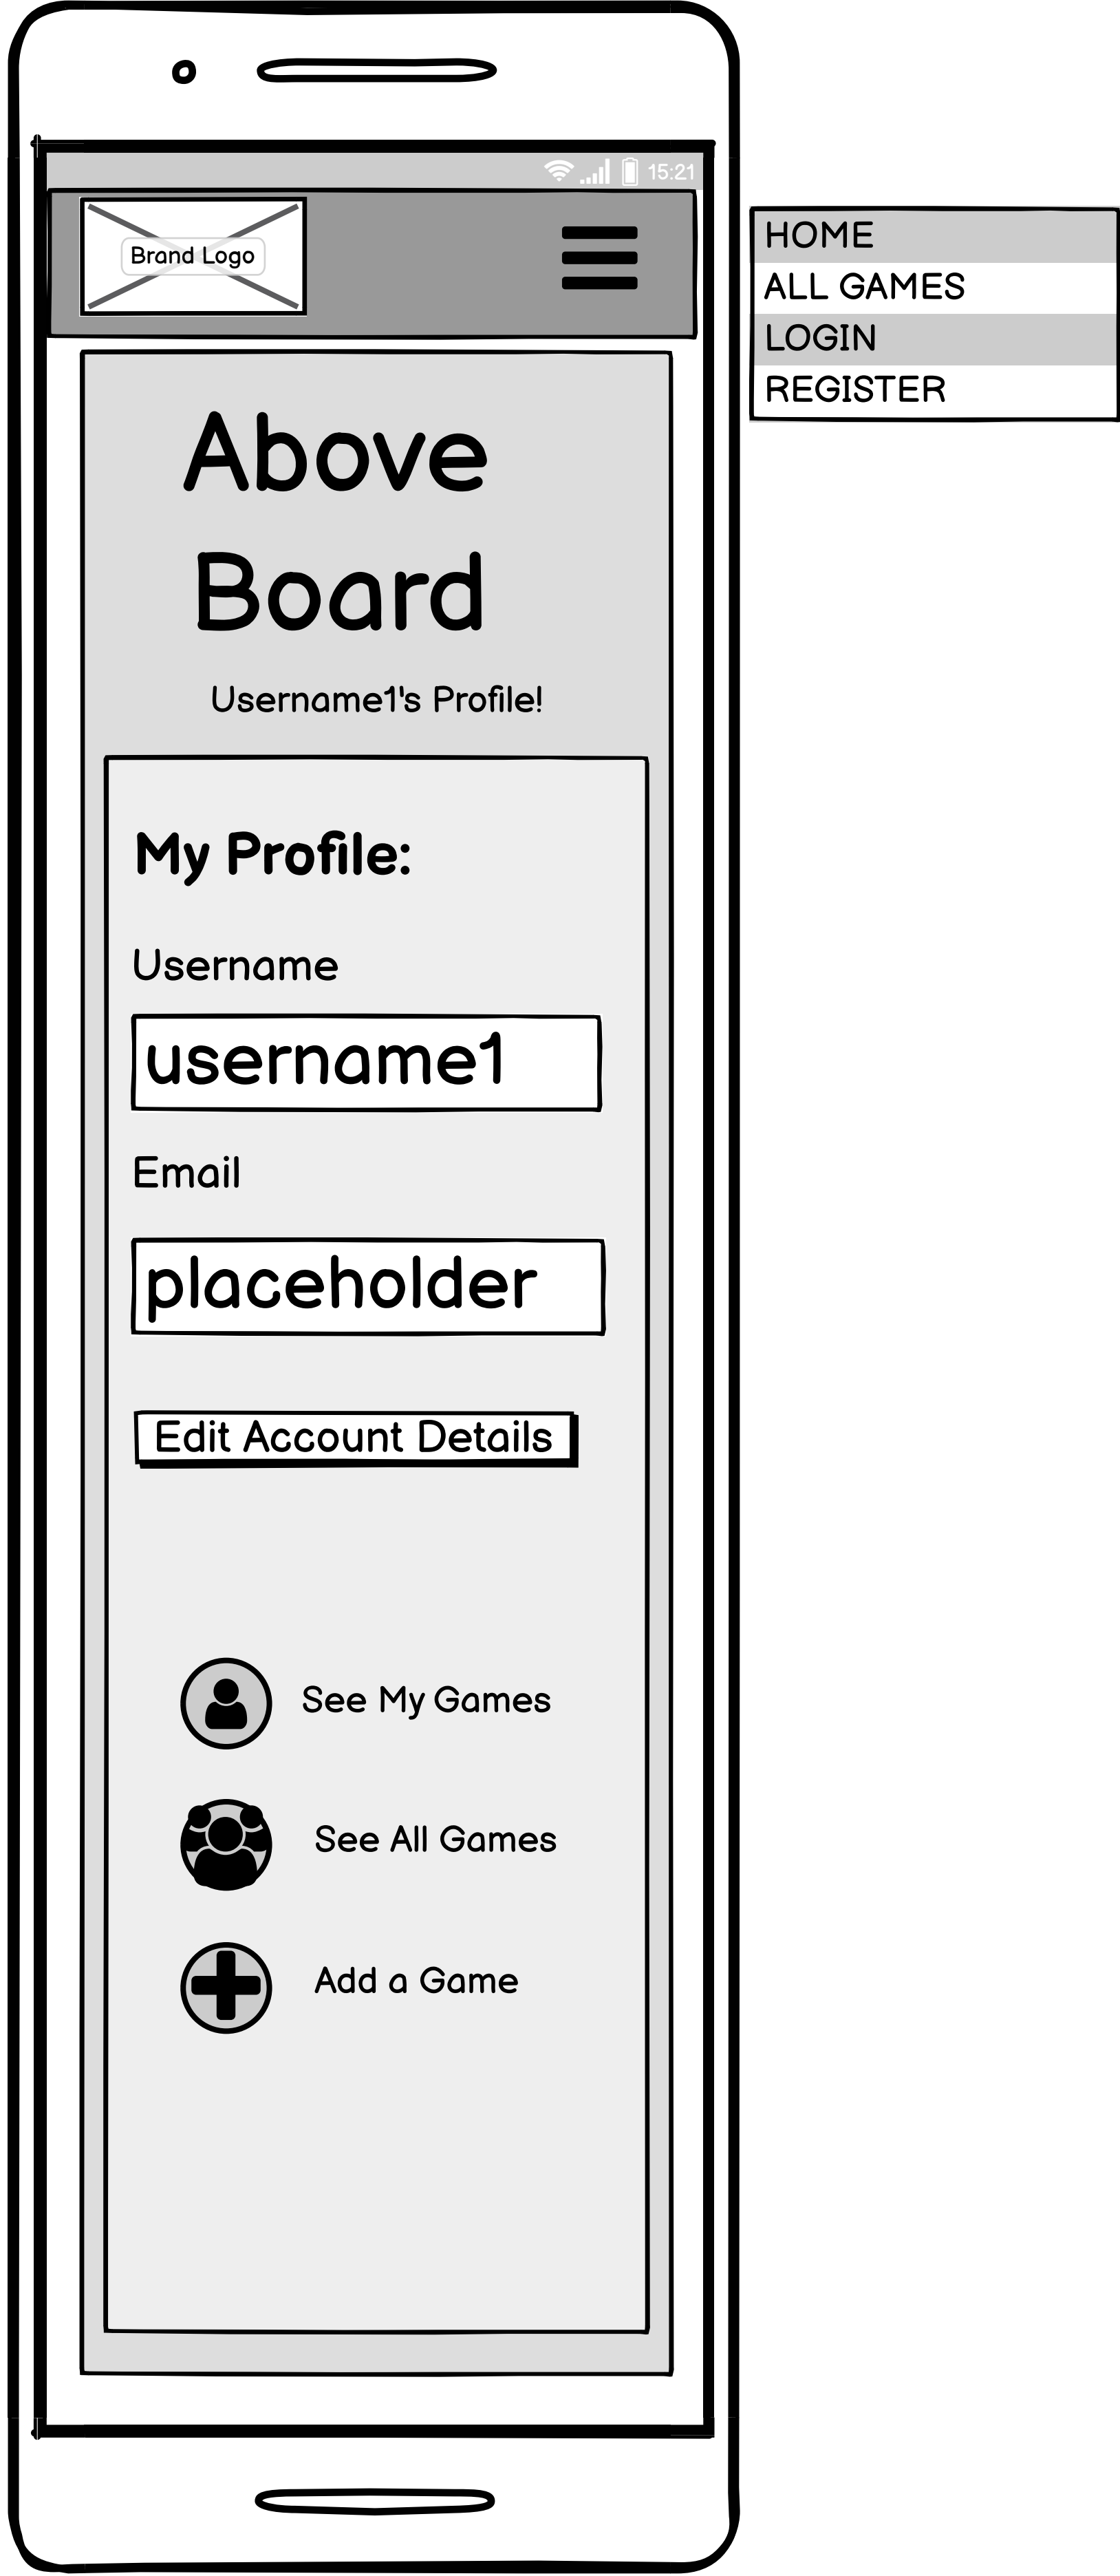 15:21
Brand Logo
HOME
ALL GAMES
LOGIN
REGISTER
Above
Board
Username1's Profile!
My Profile:
Username
username1
Email
placeholder
Edit Account Details
See My Games
See All Games
Add a Game